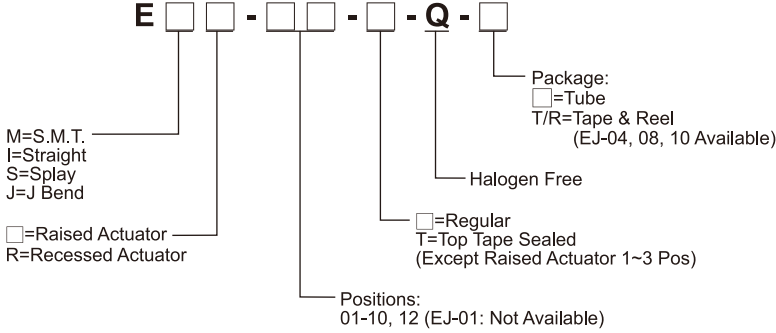 E□□-□□-□-Q-□
Package:
□=Tube
T/R=Tape & Reel
(EJ-04, 08, 10 Available)
M=S.M.T.
I=Straight
S=Splay
J=J Bend
Halogen Free
□=Raised Actuator
R=Recessed Actuator
□=Regular
T=Top Tape Sealed
(Except Raised Actuator 1~3 Pos)
Positions:
01-10, 12 (EJ-01: Not Available)